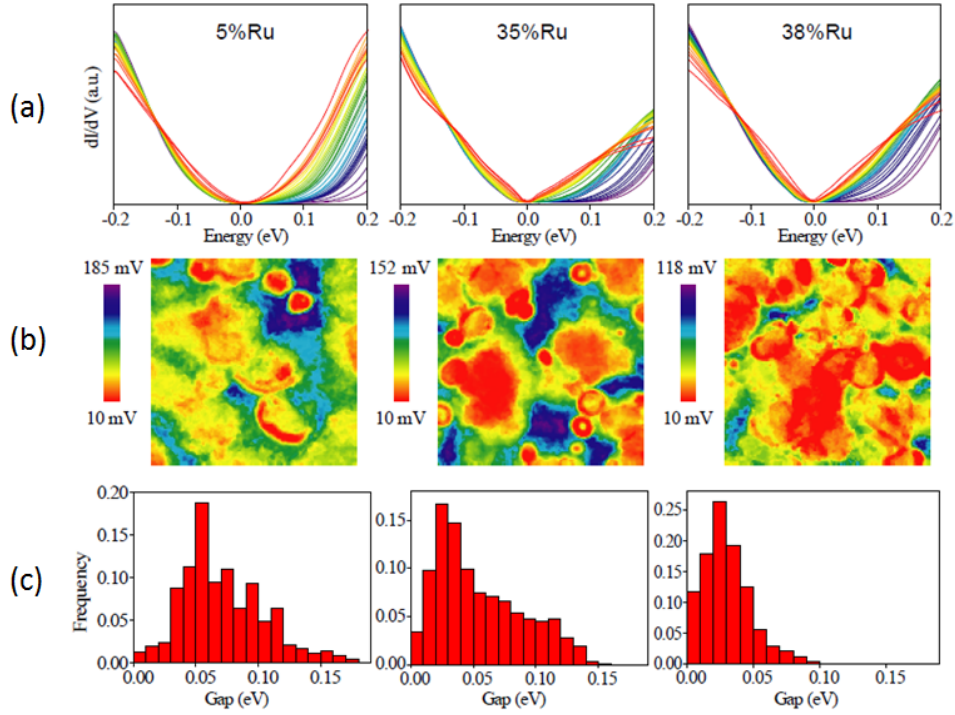 (a)
5%Ru
35%Ru
38%Ru
dI/dV (a.u.)
-0.2 -0.1 0.0 0.1 0.2
-0.2 -0.1 0.0 0.1 0.2
-0.2 -0.1 0.0 0.1 0.2
Energy (eV)
Energy (eV)
Energy (eV)
(b)
185 mV
10 mV
152 mV
10 mV
118 mV
10 mV
(c)
Frequency
0.20
0.15
0.10
0.05
0.00
0.00 0.05 0.10 0.15
Gap (eV)
0.15
0.10
0.05
0.00
0.00 0.05 0.10 0.15
Gap (eV)
0.25
0.20
0.15
0.10
0.05
0.00
0.00 0.05 0.10 0.15
Gap (eV)